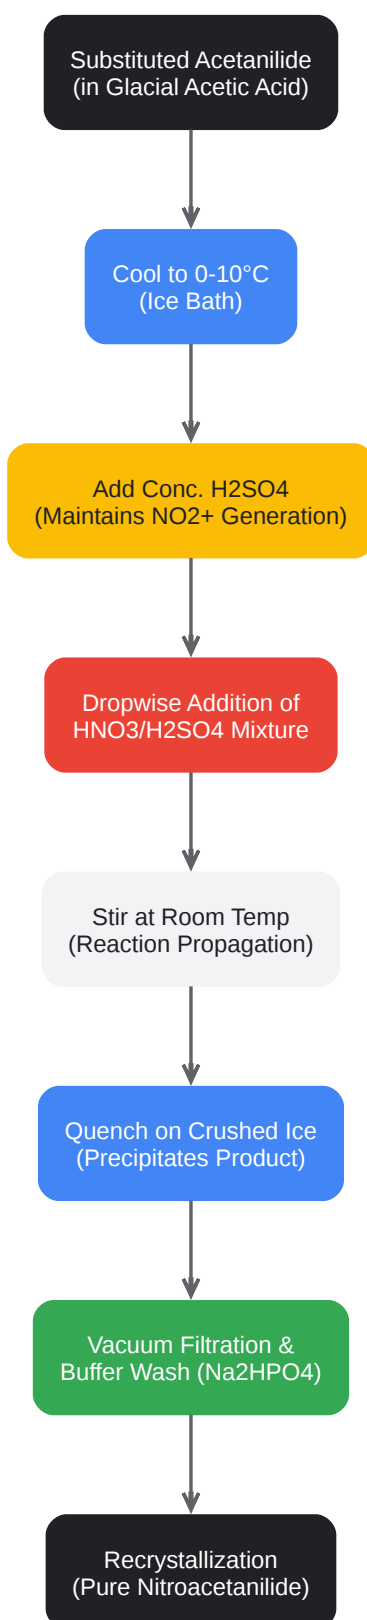 Substituted Acetanilide
(in Glacial Acetic Acid)
Cool to 0-10°C
(Ice Bath)
Add Conc. H2SO4
(Maintains NO2+ Generation)
Dropwise Addition of
HNO3/H2SO4 Mixture
Stir at Room Temp
(Reaction Propagation)
Quench on Crushed Ice
(Precipitates Product)
Vacuum Filtration &
Buffer Wash (Na2HPO4)
Recrystallization
(Pure Nitroacetanilide)